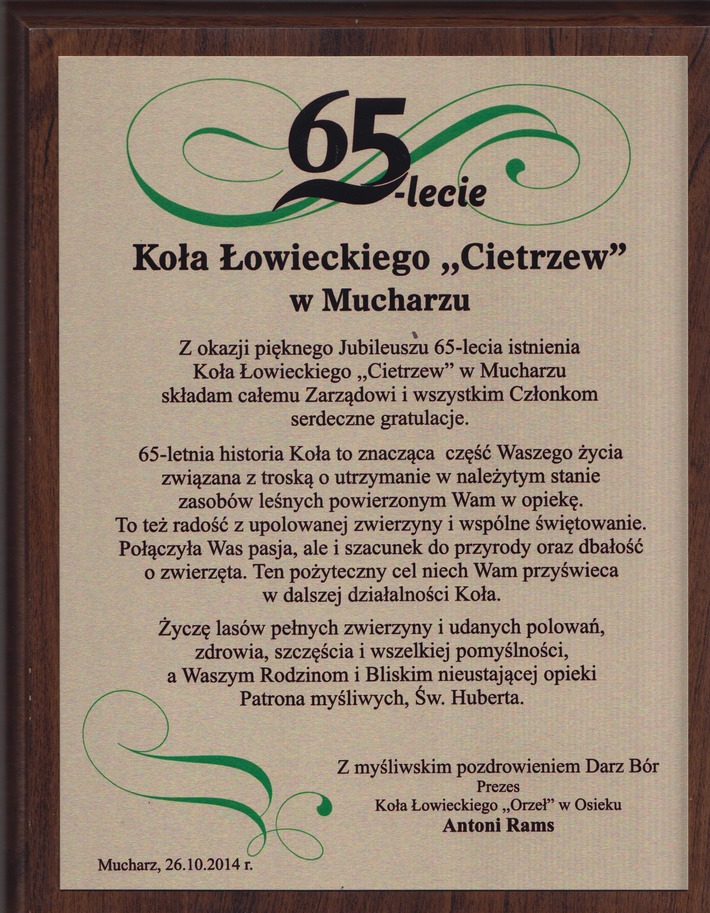 65
-lecie
Koła Łowieckiego ,,Cietrzew”
w Mucharzu
Z okazji pięknego Jubileuszu 65-lecia istnienia
Koła Łowieckiego ,,Cietrzew” w Mucharzu
składam całemu Zarządowi i wszystkim Członkom
serdeczne gratulacje.
65-letnia historia Koła to znacząca część Waszego życia
związana z troską o utrzymanie w należytym stanie
zasobów leśnych powierzonym Wam w opiekę.
To też radość z upolowanej zwierzyny i wspólne świętowanie.
Połączyła Was pasja, ale i szacunek do przyrody oraz dbałość
o zwierzęta. Ten pożyteczny cel niech Wam przyświeca
w dalszej działalności Koła.
Życzę lasów pełnych zwierzyny i udanych polowań,
zdrowia, szczęścia i wszelkiej pomyślności,
a Waszym Rodzinom i Bliskim nieustającej opieki
Patrona myśliwych, Św. Huberta.
Z myśliwskim pozdrowieniem Darz Bór
Prezes
Koła Łowieckiego ,,Orzeł” w Osieku
Antoni Rams
Mucharz, 26.10.2014 r.